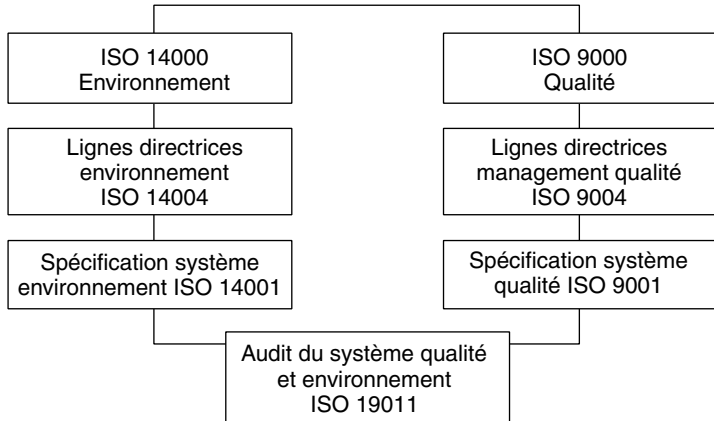 ISO 14000
Environnement
ISO 9000
Qualité
Lignes directrices
environnement
ISO 14004
Lignes directrices
management qualité
ISO 9004
Spécification système
environnement ISO 14001
Spécification système
qualité ISO 9001
Audit du système qualité
et environnement
ISO 19011